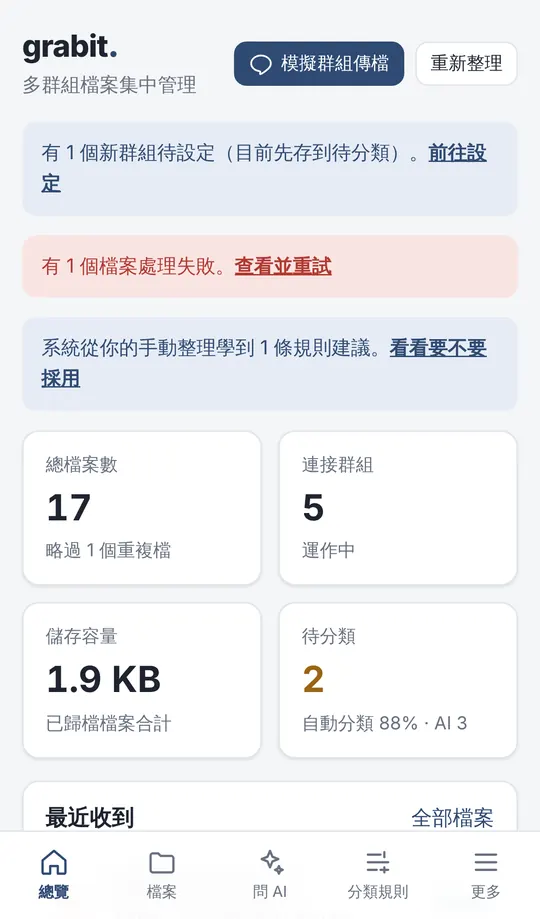 grabit.
多群組檔案集中管理
模擬群組傳檔
重新整理
有 1 個新群組待設定（目前先存到待分類）。前往設
定
有 1 個檔案處理失敗。查看並重試
系統從你的手動整理學到 1 條規則建議。看看要不要
採用
總檔案數
17
略過 1 個重複檔
連接群組
5
運作中
儲存容量
1.9 KB
已歸檔檔案合計
待分類
2
自動分類 88% · AI 3
最近收到
全部檔案
總覽
檔案
問 AI
分類規則
更多